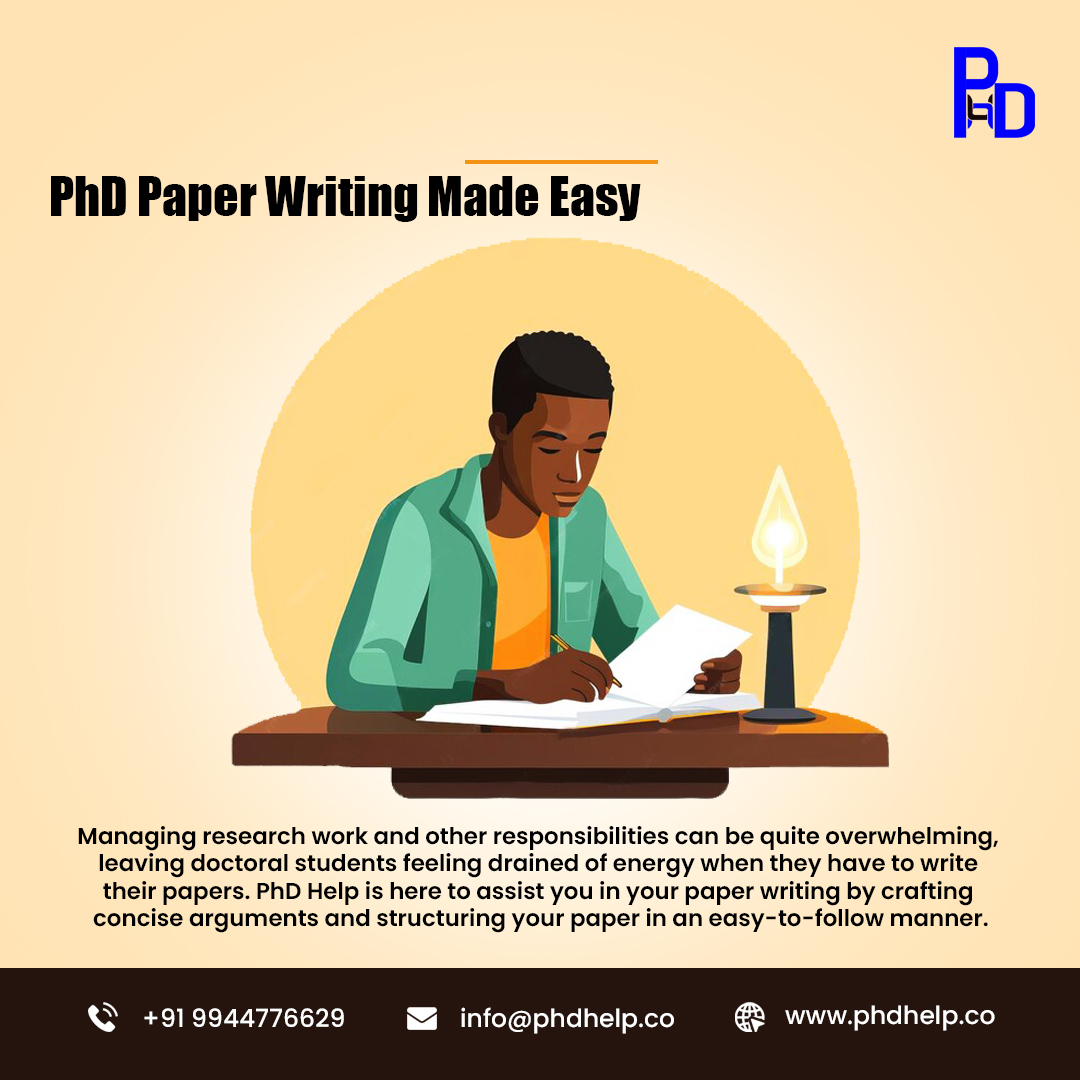 PhD
PhD Paper Writing Made Easy
Managing research work and other responsibilities can be quite overwhelming,
leaving doctoral students feeling drained of energy when they have to write
their papers. PhD Help is here to assist you in your paper writing by crafting
concise arguments and structuring your paper in an easy-to-follow manner.
+91 9944776629
info@phdhelp.co
www.phdhelp.co